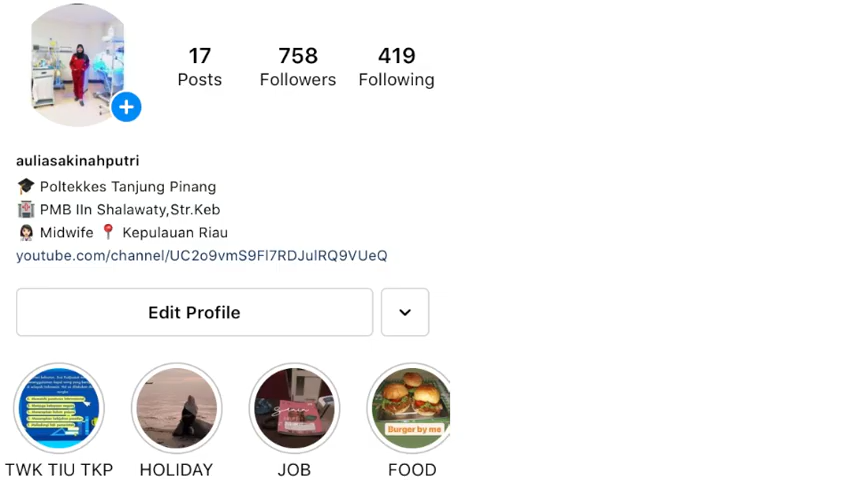 17 758 419
Posts Followers Following
auliasakinahputri
Poltekkes Tanjung Pinang
PMB IIn Shalawaty,Str.Keb
Midwife Kepulauan Riau
youtube.com/channel/UC2o9vmS9Fl7RDJulRQ9VUeQ
Edit Profile
Burger by me
TWK TIU TKP HOLIDAY JOB FOOD